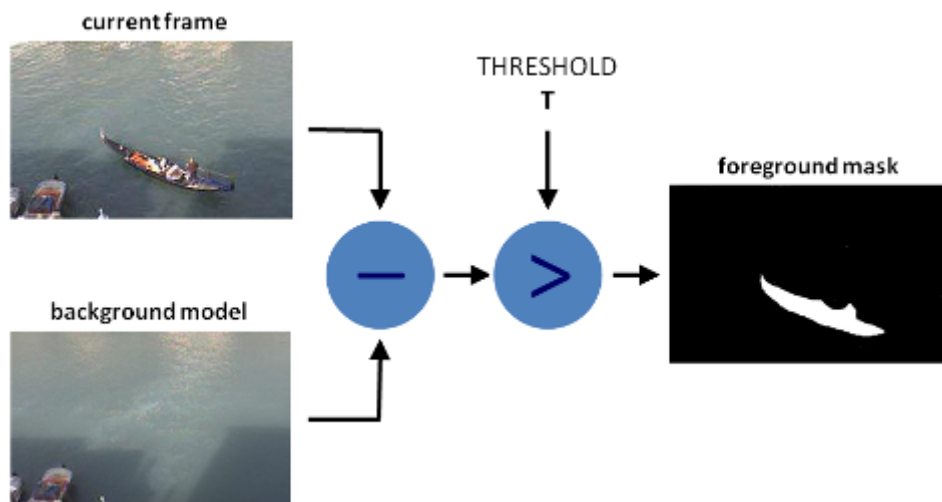 current frame
THRESHOLD
T
foreground mask
−
>
background model